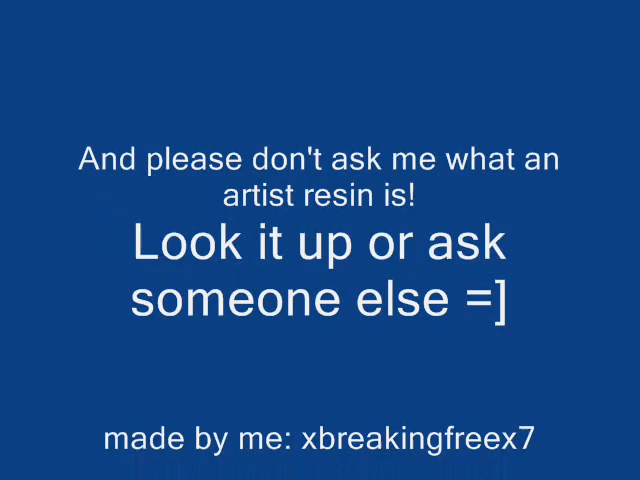 And please don't ask me what an
artist resin is!
Look it up or ask
someone else =]
made by me: xbreakingfreex7